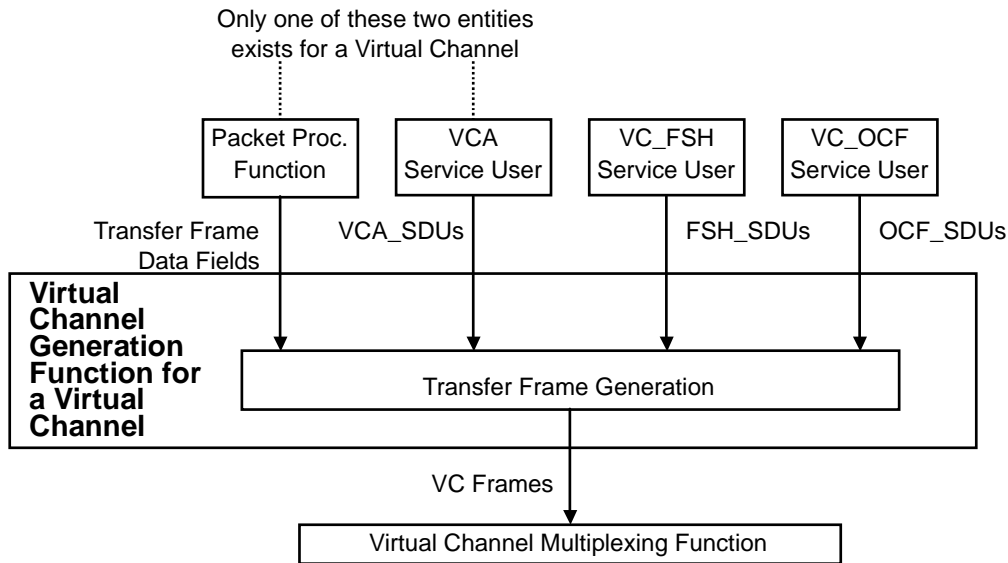 Only one of these two entities
exists for a Virtual Channel
Packet Proc.
Function
VCA
Service User
VC_FSH
Service User
VC_OCF
Service User
Transfer Frame
Data Fields
VCA_SDUs
FSH_SDUs
OCF_SDUs
Virtual
Channel
Generation
Function for
a Virtual
Channel
Transfer Frame Generation
VC Frames
Virtual Channel Multiplexing Function